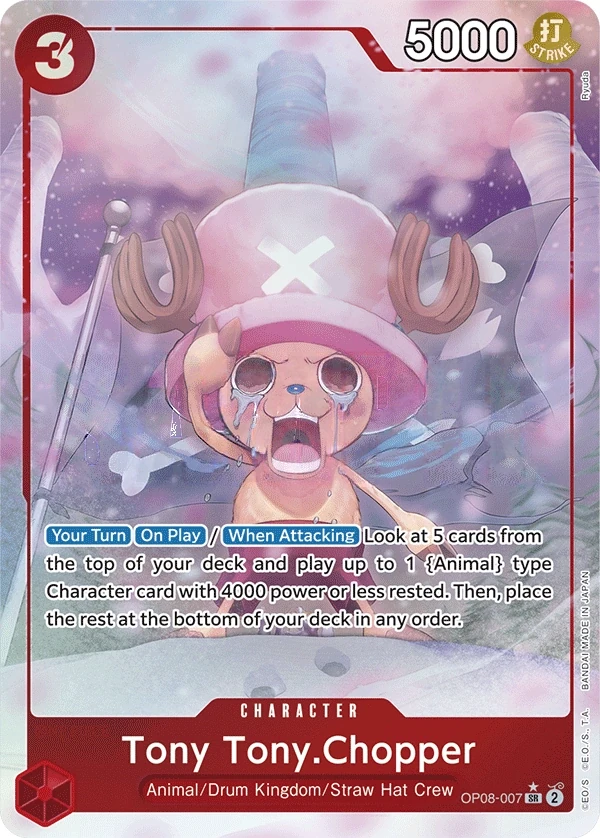 3
5000
打
STRIKE
Ryuda
Your Turn On Play / When Attacking Look at 5 cards from
the top of your deck and play up to 1 {Animal} type
Character card with 4000 power or less rested. Then, place
the rest at the bottom of your deck in any order.
©E.O/S ©E.O./S., T.A. BANDAI MADE IN JAPAN
CHARACTER
Tony Tony.Chopper
Animal/Drum Kingdom/Straw Hat Crew
OP08-007 SR 2